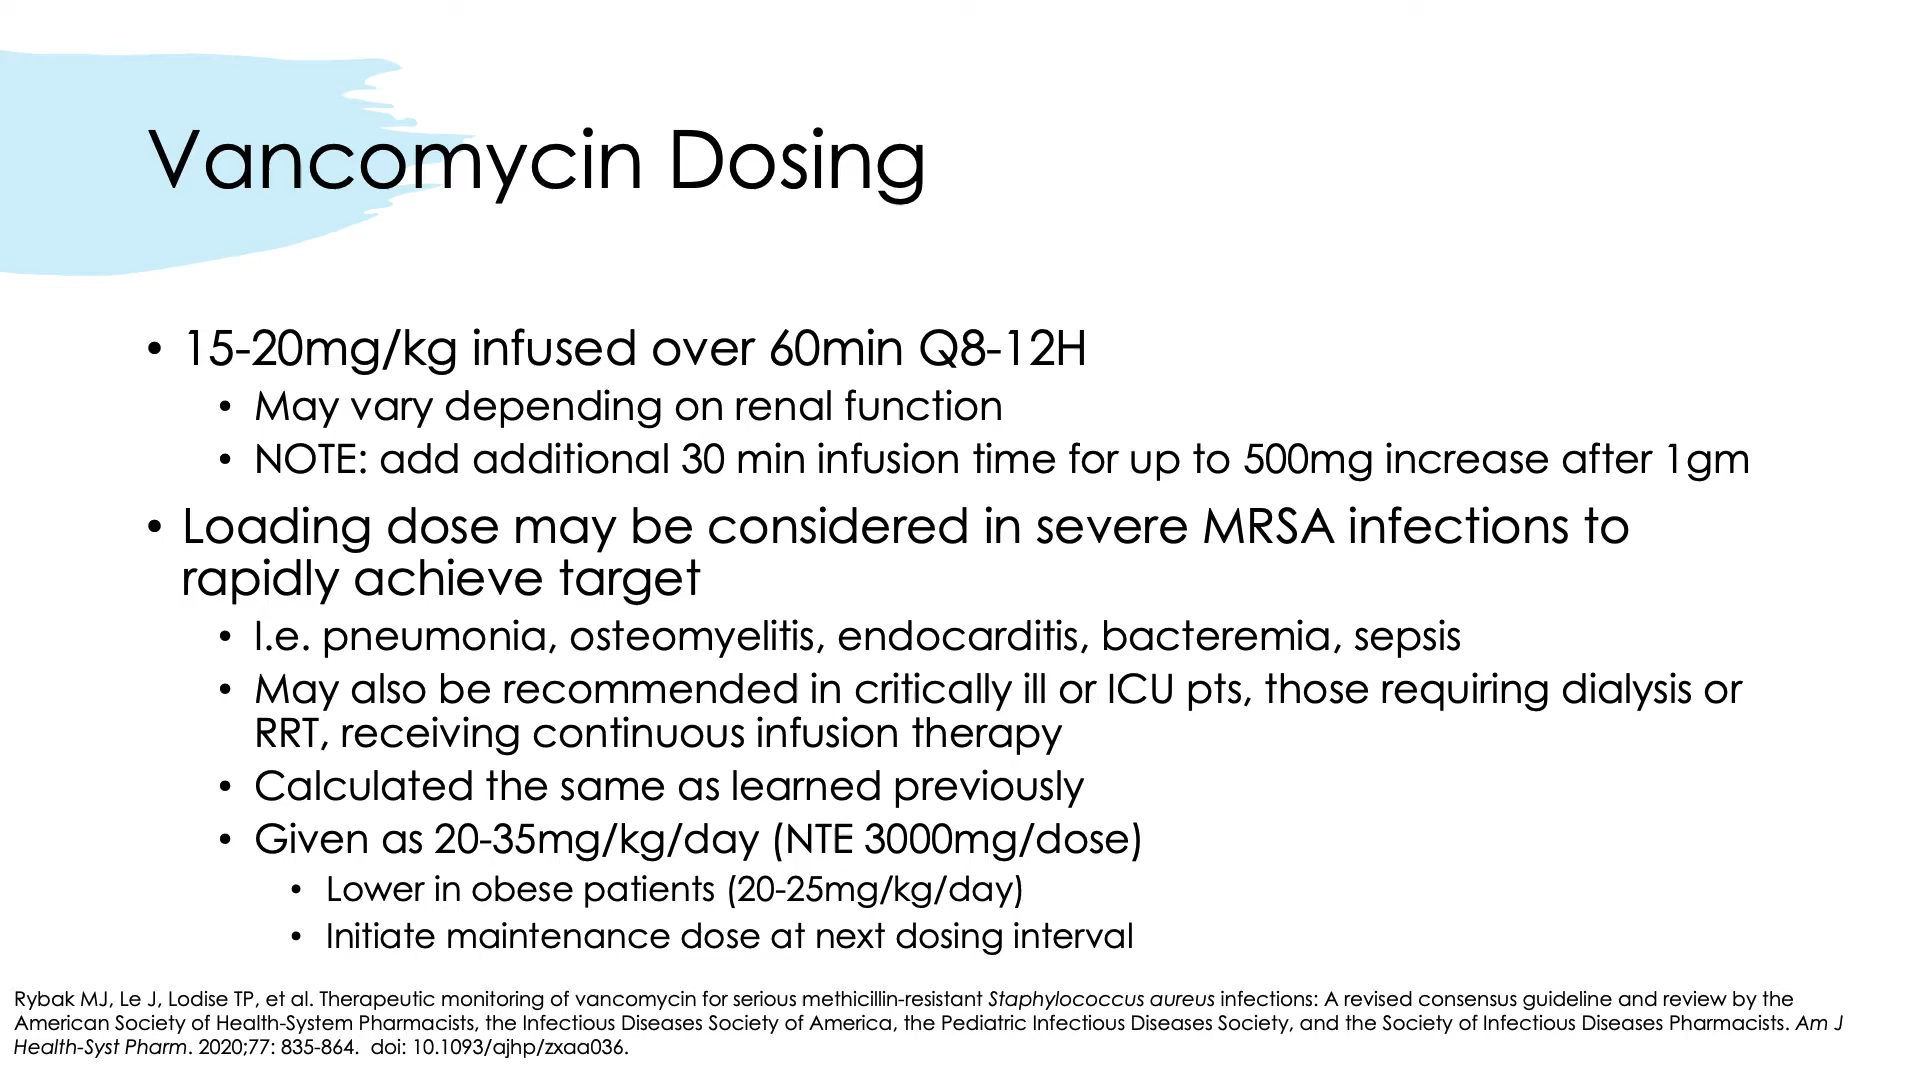 Vancomycin Dosing
• 15-20mg/kg infused over 60min Q8-12H
• May vary depending on renal function
• NOTE: add additional 30 min infusion time for up to 500mg increase after 1gm
• Loading dose may be considered in severe MRSA infections to
rapidly achieve target
• I.e. pneumonia, osteomyelitis, endocarditis, bacteremia, sepsis
• May also be recommended in critically ill or ICU pts, those requiring dialysis or
RRT, receiving continuous infusion therapy
• Calculated the same as learned previously
• Given as 20-35mg/kg/day (NTE 3000mg/dose)
• Lower in obese patients (20-25mg/kg/day)
• Initiate maintenance dose at next dosing interval
Rybak MJ, Le J, Lodise TP, et al. Therapeutic monitoring of vancomycin for serious methicillin-resistant Staphylococcus aureus infections: A revised consensus guideline and review by the
American Society of Health-System Pharmacists, the Infectious Diseases Society of America, the Pediatric Infectious Diseases Society, and the Society of Infectious Diseases Pharmacists. Am J
Health-Syst Pharm. 2020;77: 835-864. doi: 10.1093/ajhp/zxaa036.